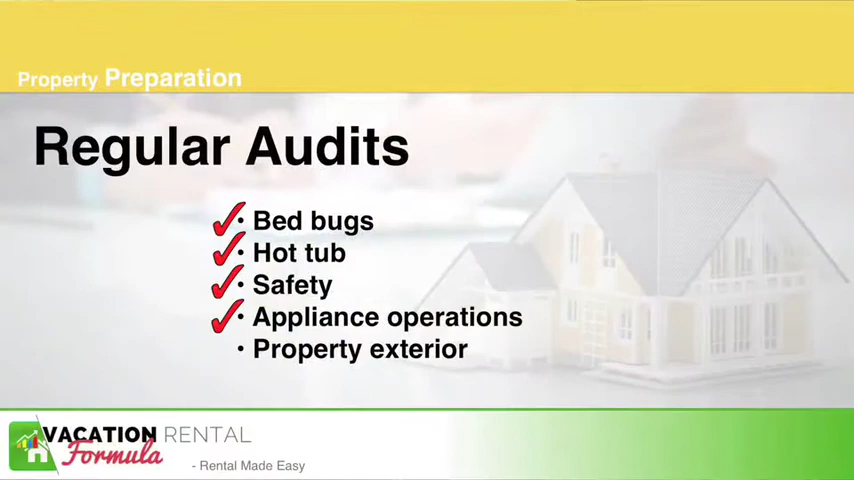 Property Preparation
Regular Audits
• Bed bugs
• Hot tub
• Safety
• Appliance operations
• Property exterior
VACATION RENTAL
Formula
- Rental Made Easy